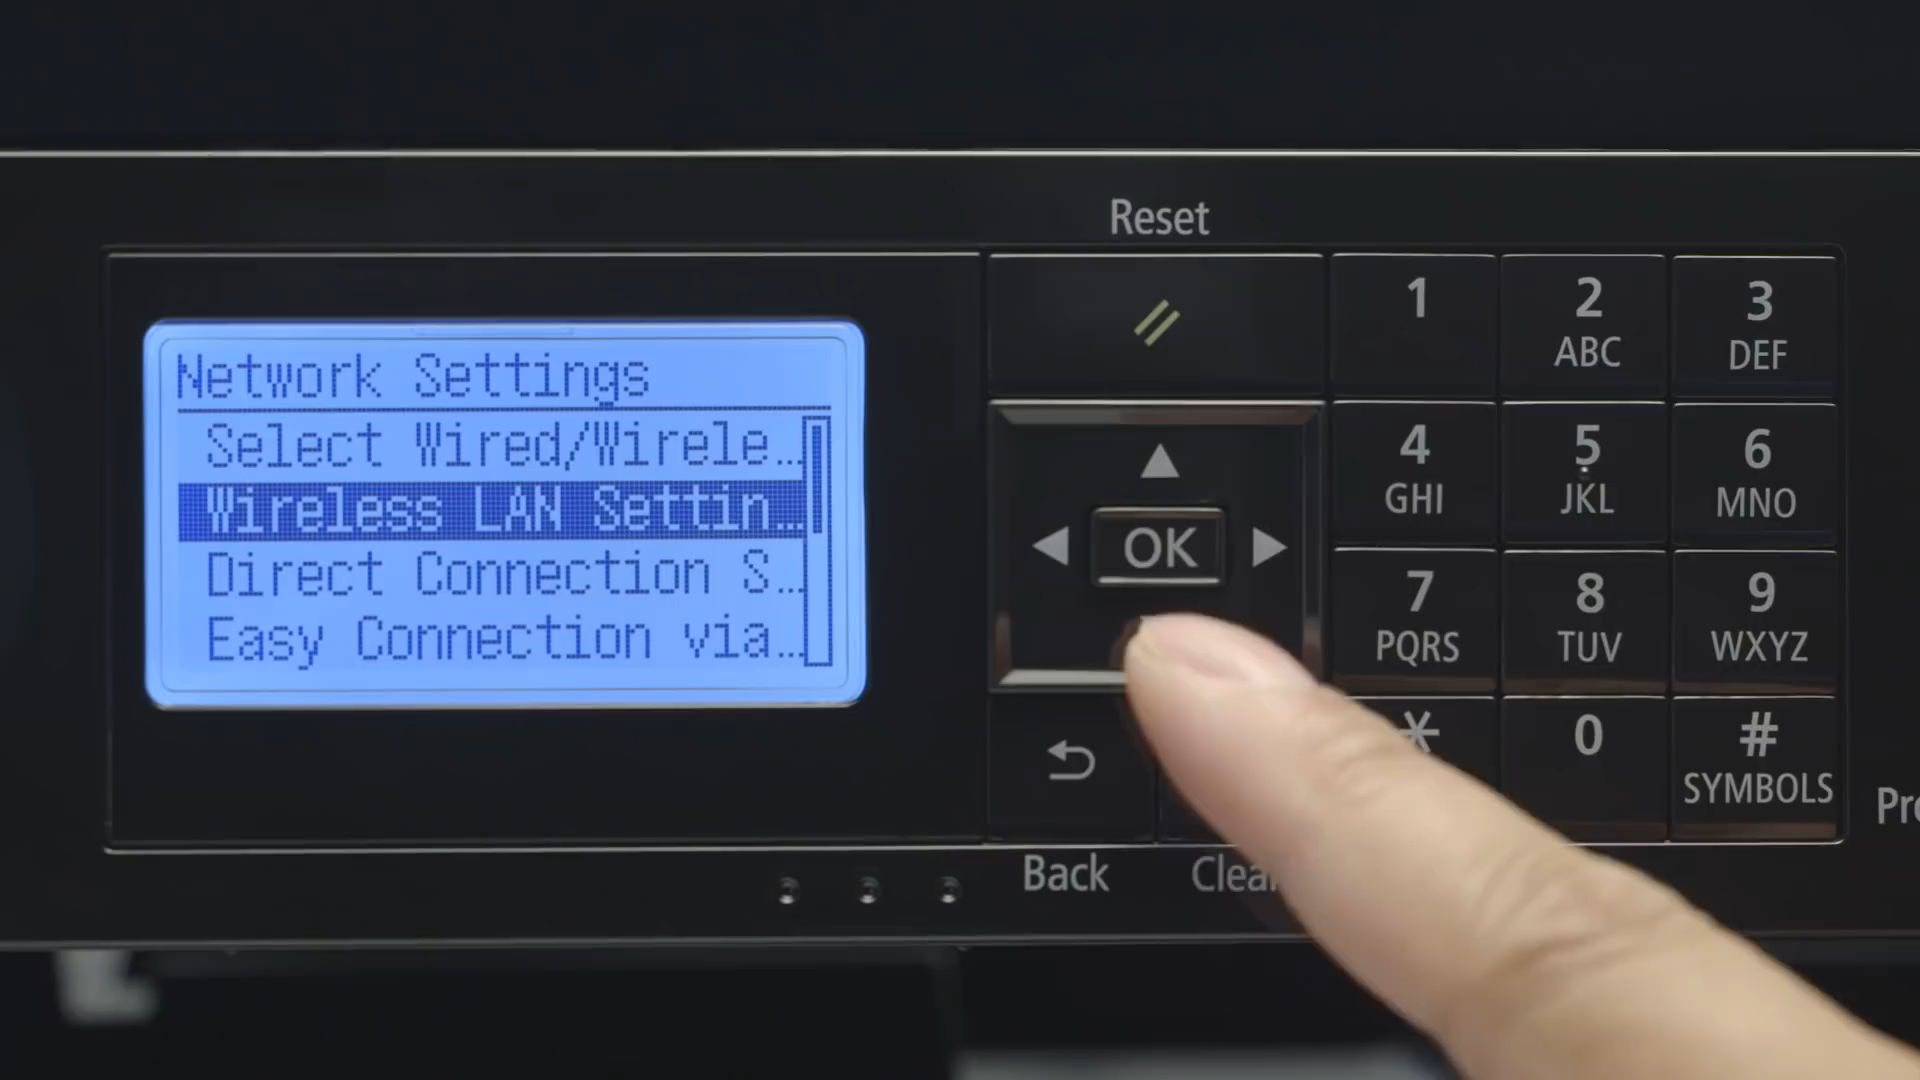 Reset
Network Settings
Select Wired/Wirele...
Wireless LAN Settin...
Direct Connection S...
Easy Connection via...
1
2
ABC
3
DEF
4
GHI
5
JKL
6
MNO
OK
7
PQRS
8
TUV
9
WXYZ
*
0
#
SYMBOLS
Back
Clear